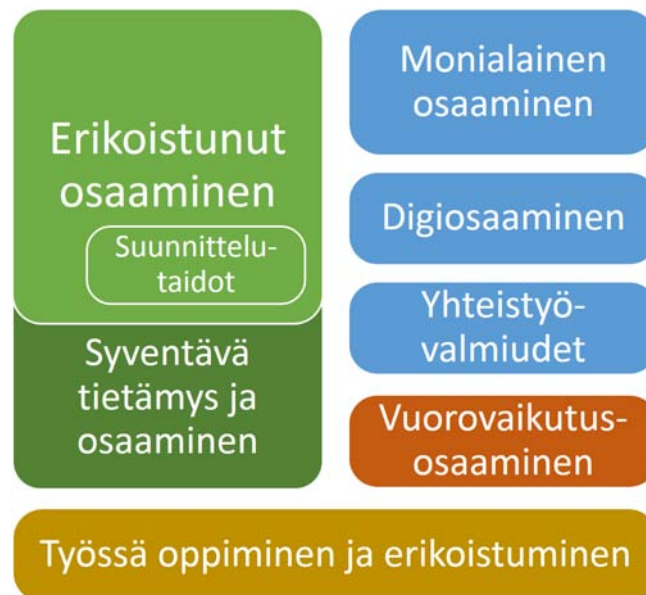 Erikoistunut
osaaminen
Suunnittelu-
taidot
Syventävä
tietämys ja
osaaminen
Monialainen
osaaminen
Digiosaaminen
Yhteistyö-
valmiudet
Vuorovaikutus-
osaaminen
Työssä oppiminen ja erikoistuminen